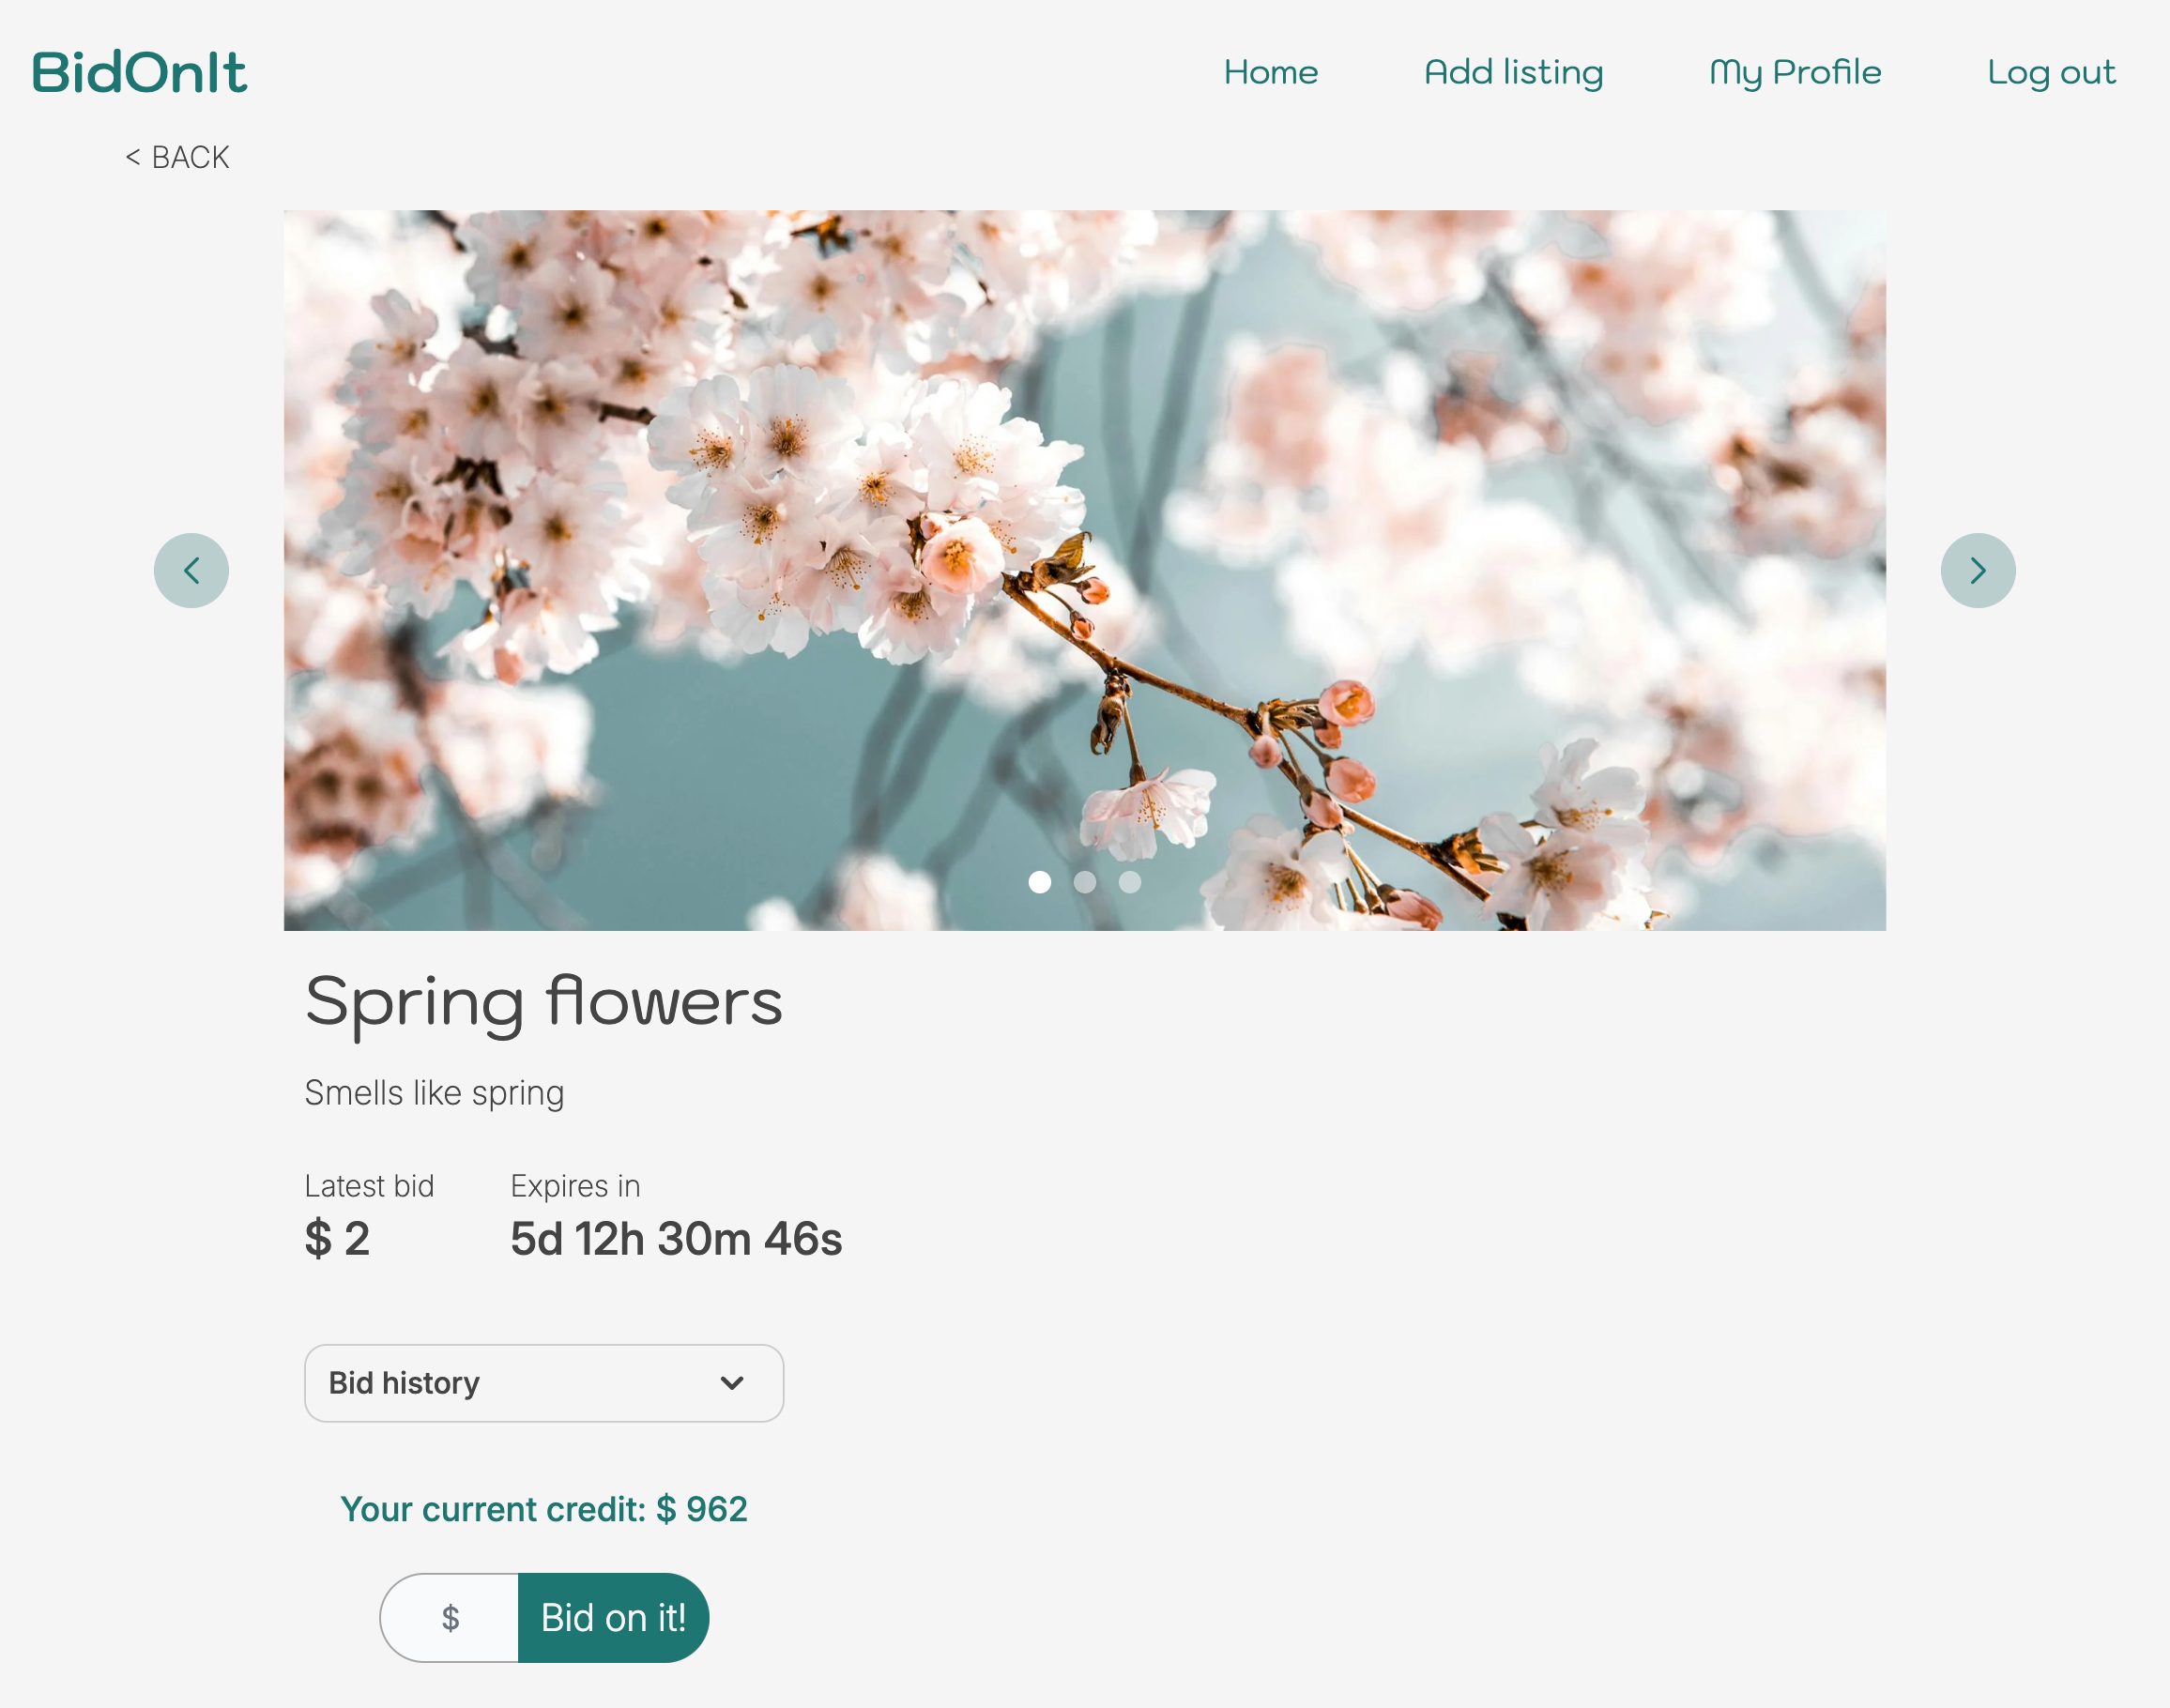 BidOnIt
Home Add listing My Profile Log out
< BACK
Spring flowers
Smells like spring
Latest bid Expires in
$ 2 5d 12h 30m 46s
Bid history
Your current credit: $ 962
$ Bid on it!